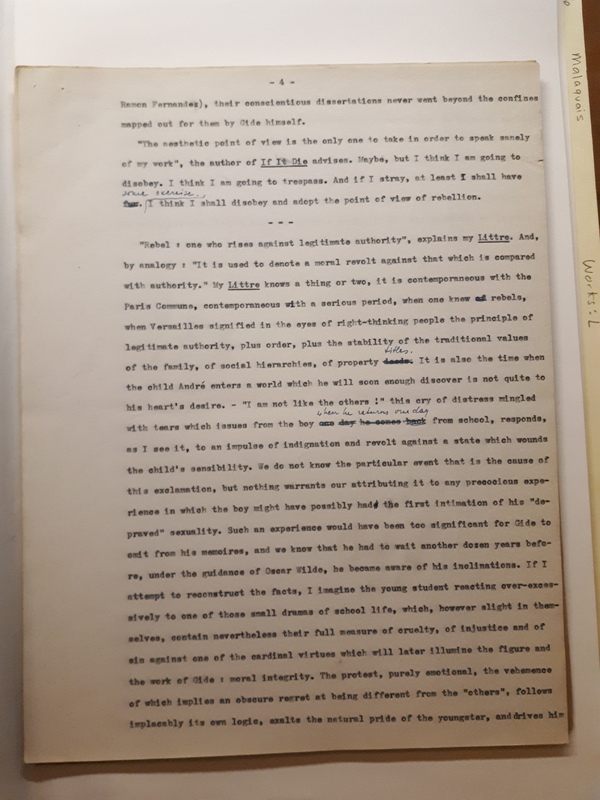 - 4 -
Ramon Fernandez), their conscientious dissertations never went beyond the confines
mapped out for them by Gide himself.
"The aesthetic point of view is the only one to take in order to speak sanely
of my work", the author of If It Die advises. Maybe, but I think I am going to
disobey. I think I am going to trespass. And if I stray, at least I shall have
some exercise.
fun. I think I shall disobey and adopt the point of view of rebellion.
- - -
"Rebel : one who rises against legitimate authority", explains my Littre. And,
by analogy : "It is used to denote a moral revolt against that which is compared
with authority." My Littre knows a thing or two, it is contemporaneous with the
Paris Commune, contemporaneous with a serious period, when one knew of rebels,
when Versailles signified in the eyes of right-thinking people the principle of
legitimate authority, plus order, plus the stability of the traditional values
titles.
of the family, of social hierarchies, of property deeds. It is also the time when
the child André enters a world which he will soon enough discover is not quite to
his heart's desire. - "I am not like the others !" this cry of distress mingled
when he returns one day
with tears which issues from the boy one day he comes back from school, responds,
as I see it, to an impulse of indignation and revolt against a state which wounds
the child's sensibility. We do not know the particular event that is the cause of
this exclamation, but nothing warrants our attributing it to any precocious expe-
rience in which the boy might have possibly had the first intimation of his "de-
praved" sexuality. Such an experience would have been too significant for Gide to
omit from his memoires, and we know that he had to wait another dozen years befo-
re, under the guidance of Oscar Wilde, he became aware of his inclinations. If I
attempt to reconstruct the facts, I imagine the young student reacting over-exces-
sively to one of those small dramas of school life, which, however slight in them-
selves, contain nevertheless their full measure of cruelty, of injustice and of
sin against one of the cardinal virtues which will later illumine the figure and
the work of Gide : moral integrity. The protest, purely emotional, the vehemence
of which implies an obscure regret at being different from the "others", follows
implacably its own logic, exalts the natural pride of the youngster, and drives him
Malaquais
Works: L